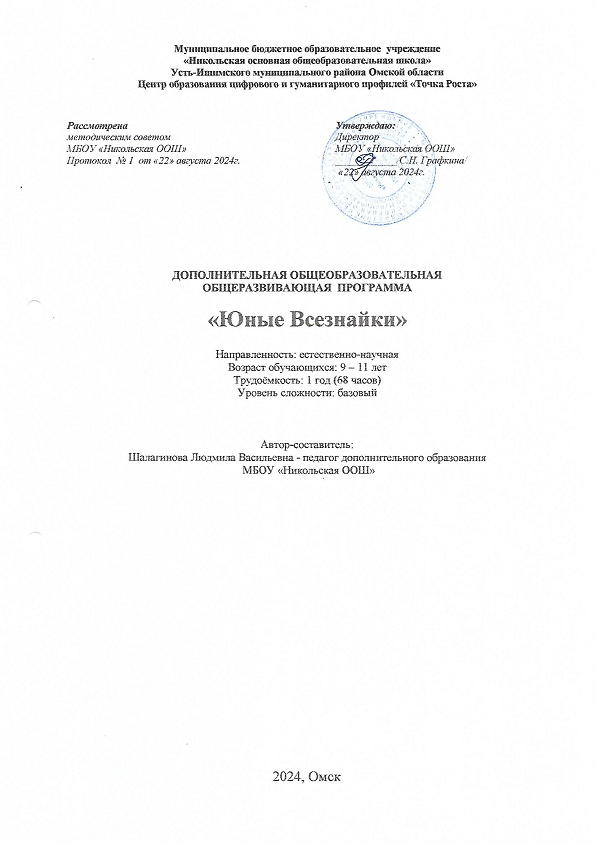 Муниципальное бюджетное образовательное учреждение
«Никольская основная общеобразовательная школа»
Усть-Ишимского муниципального района Омской области
Центр образования цифрового и гуманитарного профилей «Точка Роста»
Рассмотрена
методическим советом
МБОУ «Никольская ООШ»
Протокол № 1 от «22» августа 2024г.
Утверждаю:
Директор
МБОУ «Никольская ООШ»
/С.Н. Графкина/
«22» августа 2024г.
ДОПОЛНИТЕЛЬНАЯ ОБЩЕОБРАЗОВАТЕЛЬНАЯ
ОБЩЕРАЗВИВАЮЩАЯ ПРОГРАММА
«Юные Всезнайки»
Направленность: естественно-научная
Возраст обучающихся: 9 – 11 лет
Трудоёмкость: 1 год (68 часов)
Уровень сложности: базовый
Автор-составитель:
Шалагинова Людмила Васильевна - педагог дополнительного образования
МБОУ «Никольская ООШ»
2024, Омск